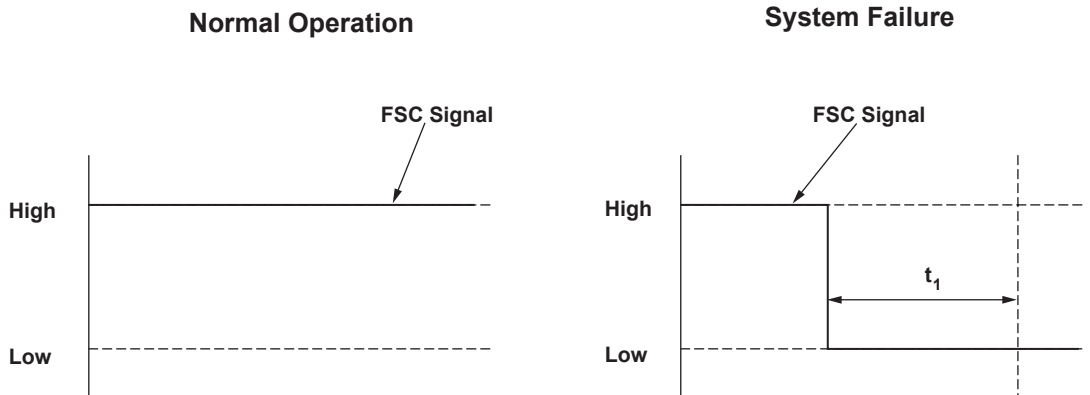 Normal Operation
FSC Signal
High
Low
System Failure
FSC Signal
High
t1
Low